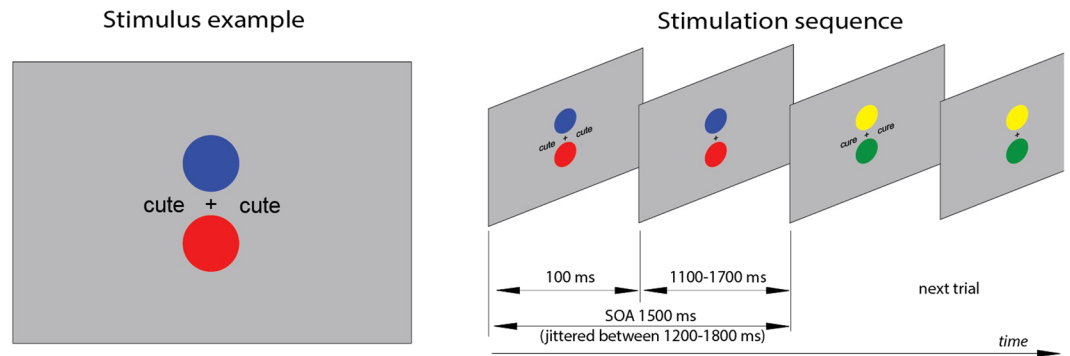 Stimulus example
cute + cute
Stimulation sequence
cute + cute
+
cure + cure
+
100 ms
1100-1700 ms
SOA 1500 ms
(jittered between 1200-1800 ms)
next trial
time